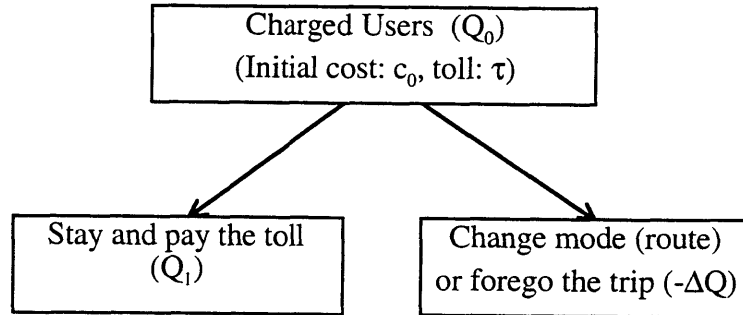 Charged Users (Q₀)
(Initial cost: c₀, toll: τ)
Stay and pay the toll
(Q₁)
Change mode (route)
or forego the trip (-ΔQ)